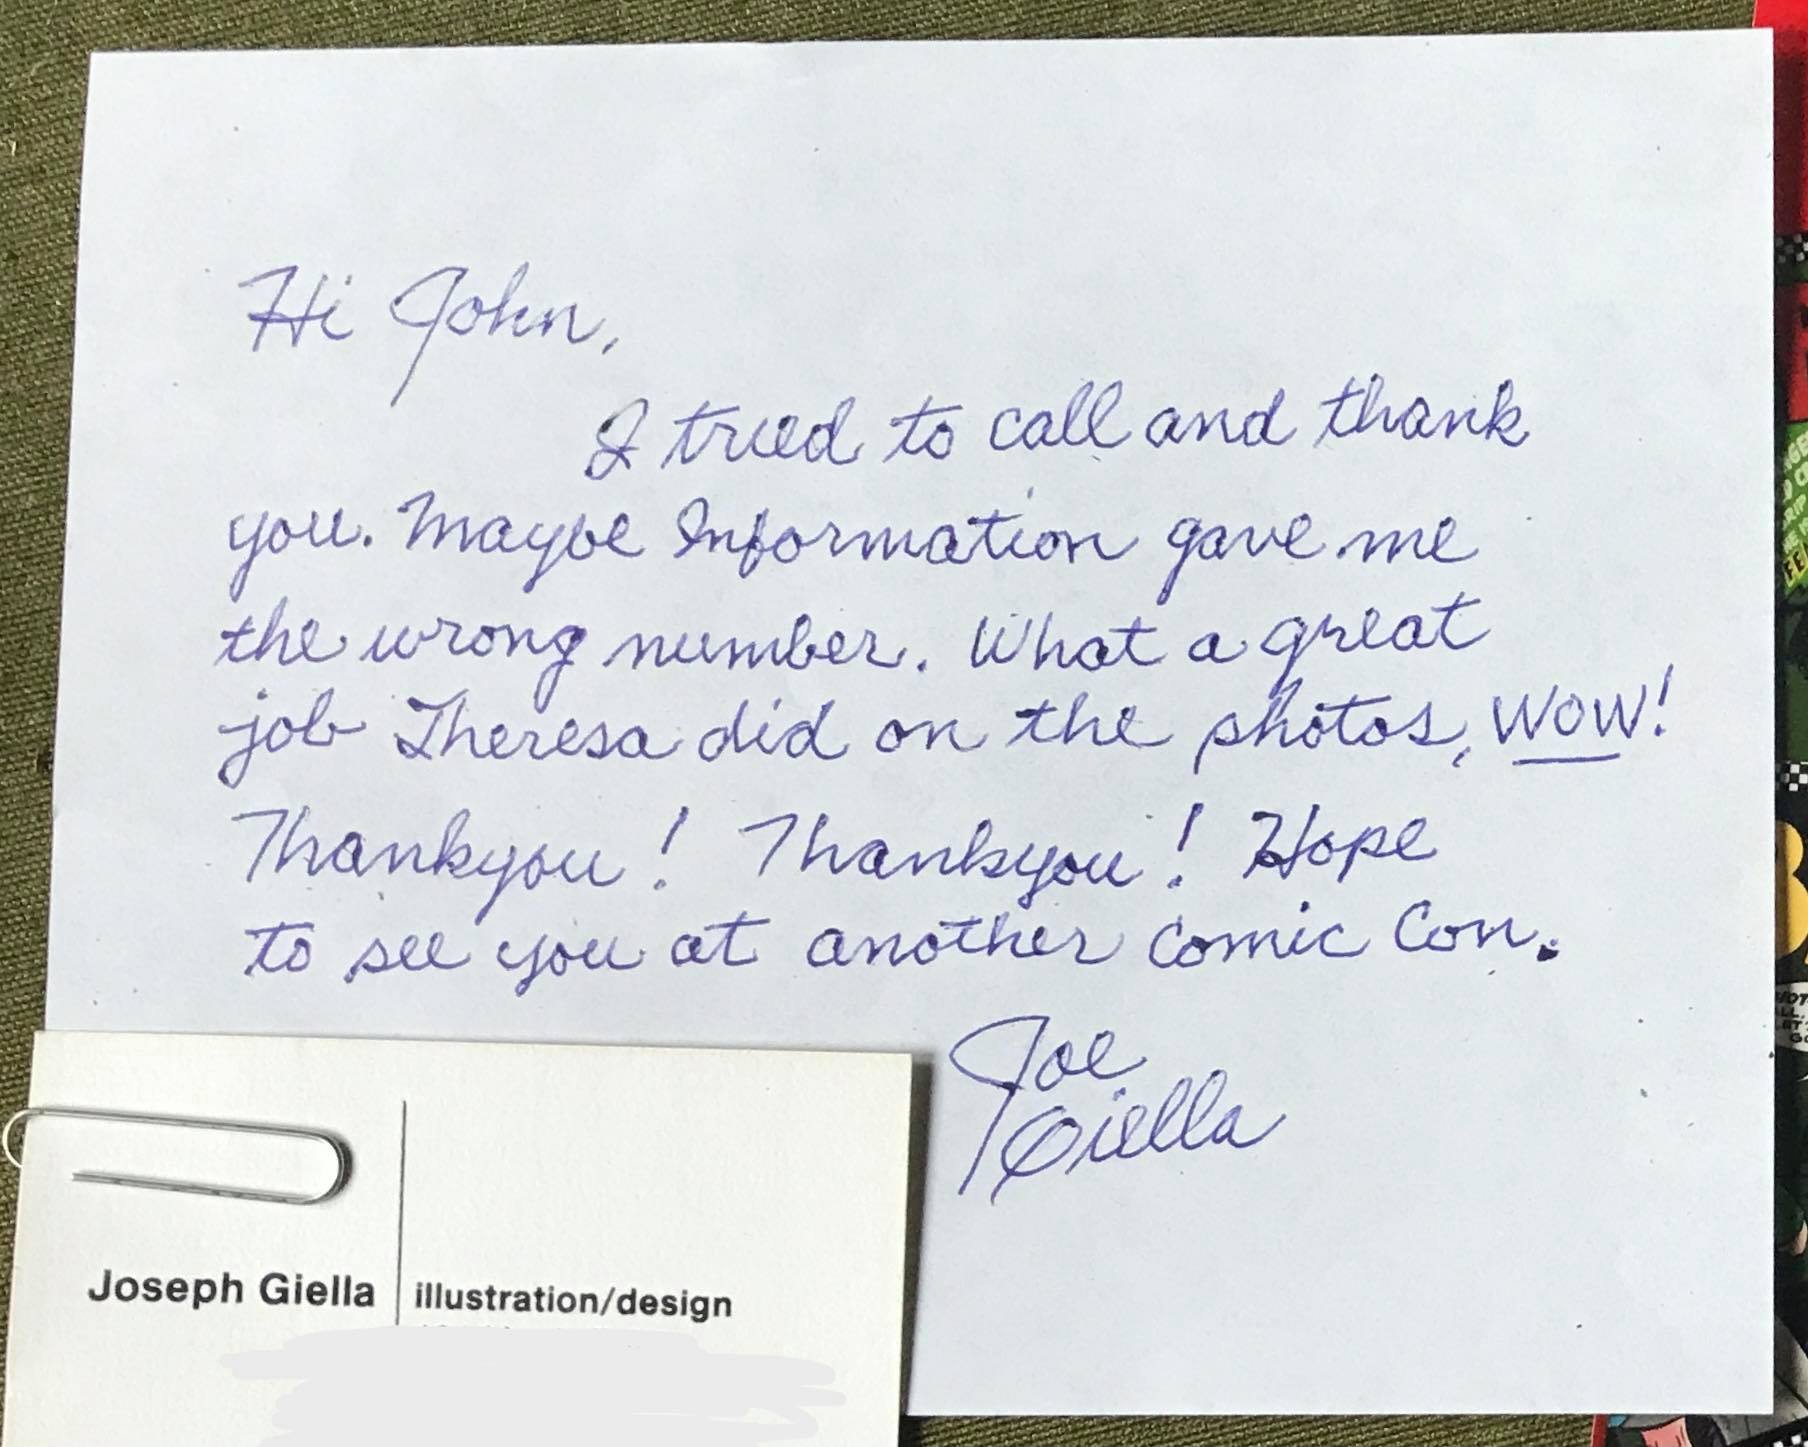 Hi John,
I tried to call and thank
you. Maybe Information gave me
the wrong number. What a great
job Theresa did on the photos, WOW!
Thankyou! Thankyou! Hope
to see you at another Comic Con.
Joe
Giella
Joseph Giella
illustration/design